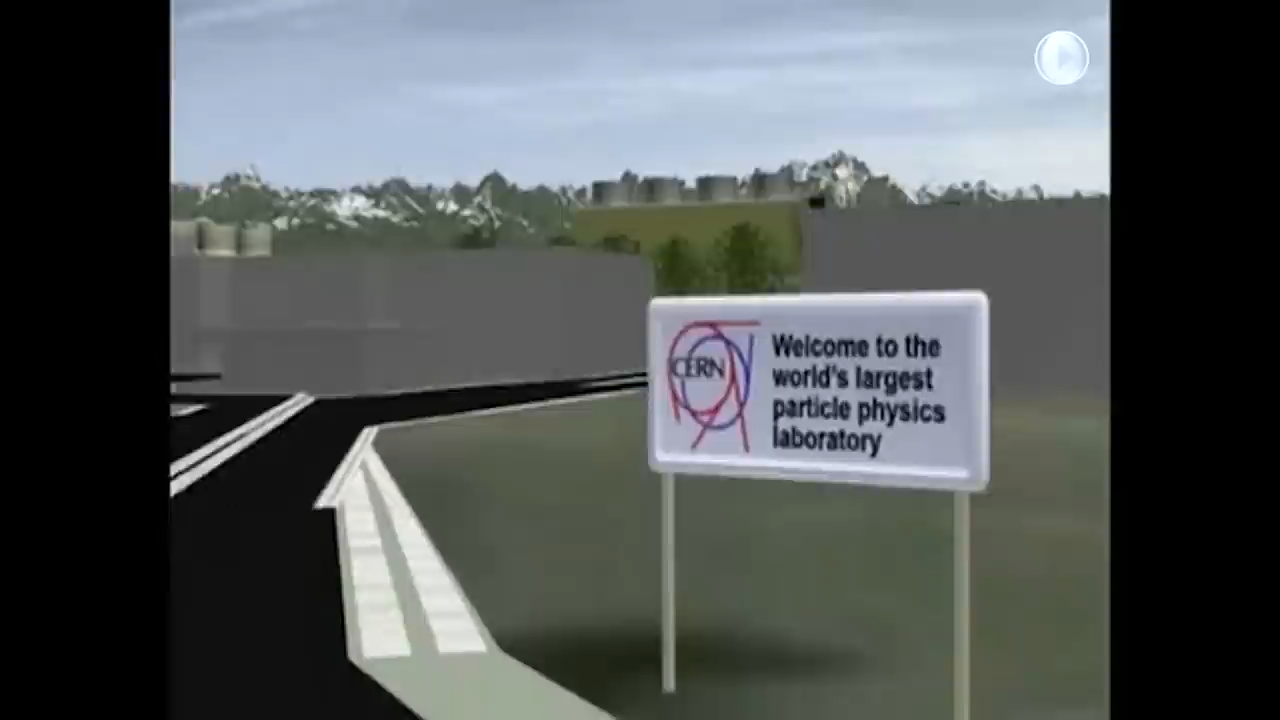 CERN
Welcome to the
world's largest
particle physics
laboratory